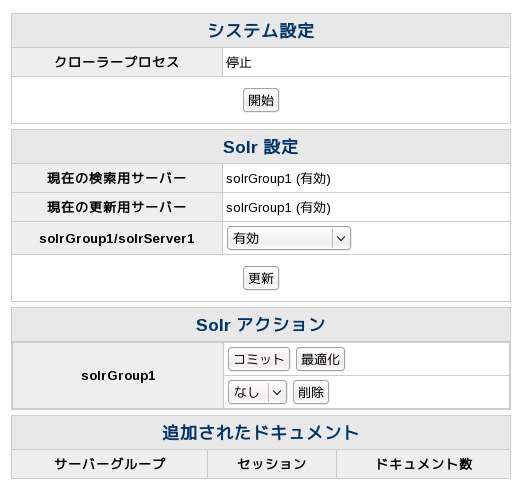 システム設定
クローラープロセス 停止
開始
Solr 設定
現在の検索用サーバー solrGroup1 (有効)
現在の更新用サーバー solrGroup1 (有効)
solrGroup1/solrServer1 有効
更新
Solr アクション
solrGroup1
コミット 最適化
なし 削除
追加されたドキュメント
サーバーグループ セッション ドキュメント数